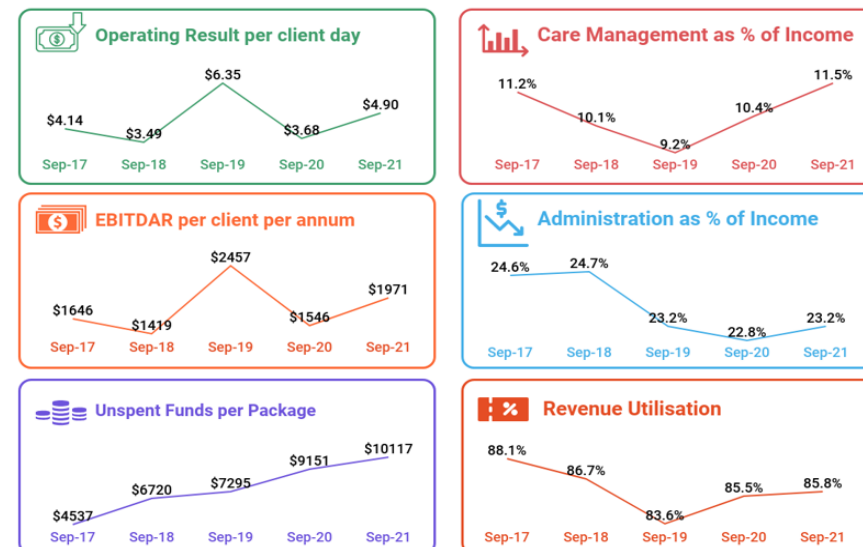 Operating Result per client day
$4.14
$3.49
$6.35
$3.68
$4.90
Sep-17 Sep-18 Sep-19 Sep-20 Sep-21
Care Management as % of Income
11.2%
10.1%
9.2%
10.4%
11.5%
Sep-17 Sep-18 Sep-19 Sep-20 Sep-21
EBITDAR per client per annum
$1646
$1419
$2457
$1546
$1971
Sep-17 Sep-18 Sep-19 Sep-20 Sep-21
Administration as % of Income
24.6%
24.7%
23.2%
22.8%
23.2%
Sep-17 Sep-18 Sep-19 Sep-20 Sep-21
Unspent Funds per Package
$4537
$6720
$7295
$9151
$10117
Sep-17 Sep-18 Sep-19 Sep-20 Sep-21
Revenue Utilisation
88.1%
86.7%
83.6%
85.5%
85.8%
Sep-17 Sep-18 Sep-19 Sep-20 Sep-21